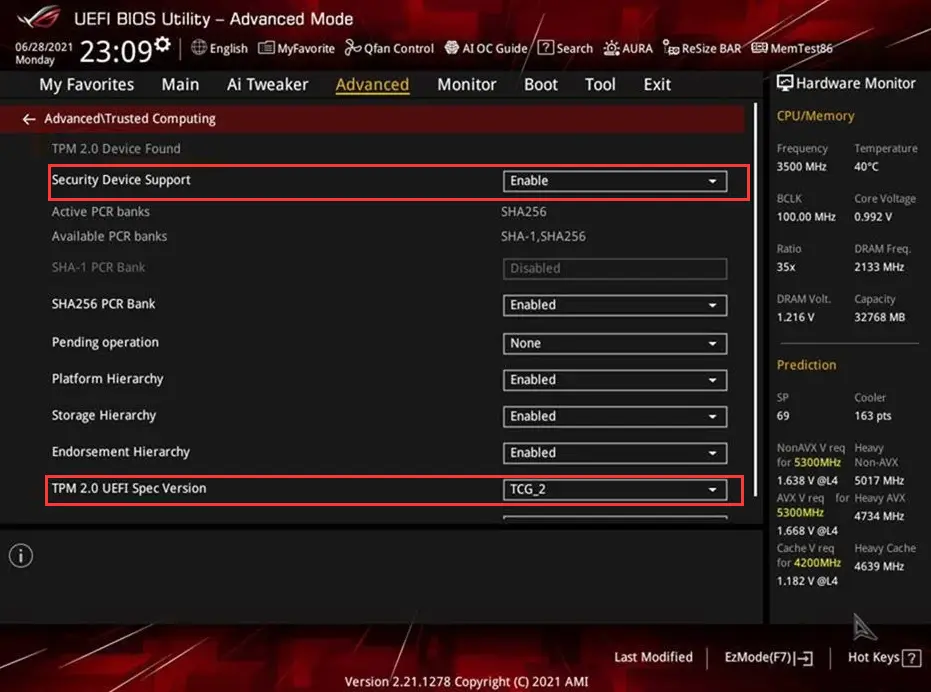 UEFI BIOS Utility – Advanced Mode
06/28/2021
Monday
23:09
English
MyFavorite
Qfan Control
AI OC Guide
? Search
AURA
ReSize BAR
MemTest86
My Favorites
Main
Ai Tweaker
Advanced
Monitor
Boot
Tool
Exit
Hardware Monitor
← Advanced\Trusted Computing
TPM 2.0 Device Found
Security Device Support Enable
Active PCR banks SHA256
Available PCR banks SHA-1,SHA256
SHA-1 PCR Bank Disabled
SHA256 PCR Bank Enabled
Pending operation None
Platform Hierarchy Enabled
Storage Hierarchy Enabled
Endorsement Hierarchy Enabled
TPM 2.0 UEFI Spec Version TCG_2
CPU/Memory
Frequency Temperature
3500 MHz 40°C
BCLK Core Voltage
100.00 MHz 0.992 V
Ratio DRAM Freq.
35x 2133 MHz
DRAM Volt. Capacity
1.216 V 32768 MB
Prediction
SP Cooler
69 163 pts
NonAVX V req Heavy
for 5300MHz Non-AVX
1.638 V @L4 5017 MHz
AVX V req for Heavy AVX
5300MHz 4734 MHz
1.668 V @L4
Cache V req Heavy Cache
for 4200MHz 4639 MHz
1.182 V @L4
i
Last Modified
EzMode(F7)
Hot Keys ?
Version 2.21.1278 Copyright (C) 2021 AMI